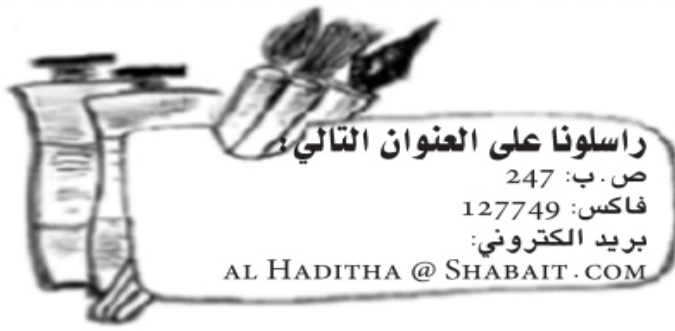 راسلونا على العنوان التالي:
ص.ب: 247
فاكس: 127749
بريد الكتروني:
AL HADITHA @ SHABAIT.COM